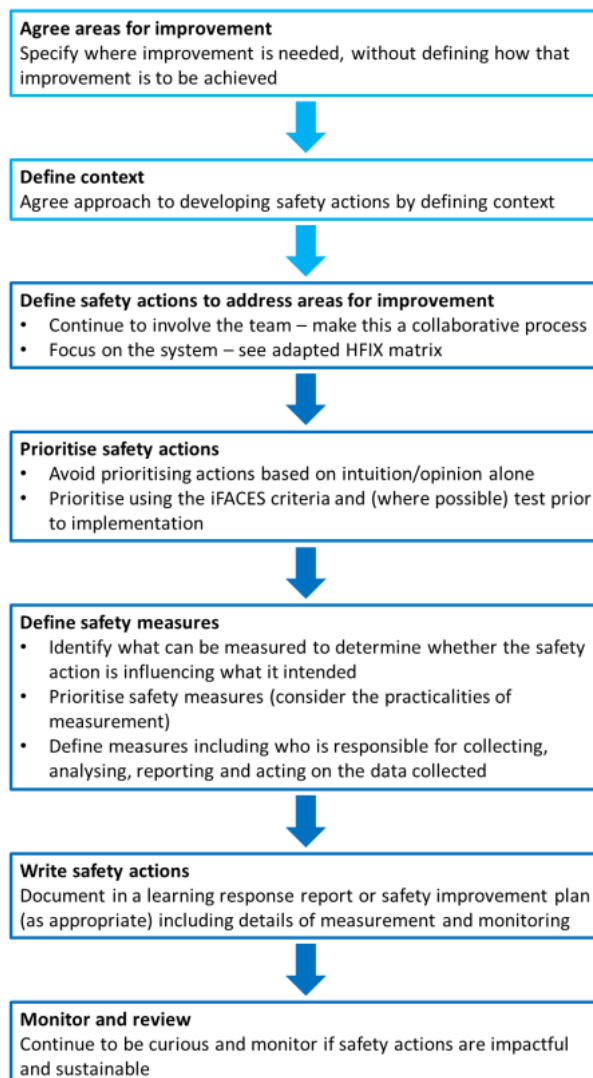 Agree areas for improvement
Specify where improvement is needed, without defining how that
improvement is to be achieved
Define context
Agree approach to developing safety actions by defining context
Define safety actions to address areas for improvement
• Continue to involve the team – make this a collaborative process
• Focus on the system – see adapted HFIX matrix
Prioritise safety actions
• Avoid prioritising actions based on intuition/opinion alone
• Prioritise using the iFACES criteria and (where possible) test prior
to implementation
Define safety measures
• Identify what can be measured to determine whether the safety
action is influencing what it intended
• Prioritise safety measures (consider the practicalities of
measurement)
• Define measures including who is responsible for collecting,
analysing, reporting and acting on the data collected
Write safety actions
Document in a learning response report or safety improvement plan
(as appropriate) including details of measurement and monitoring
Monitor and review
Continue to be curious and monitor if safety actions are impactful
and sustainable